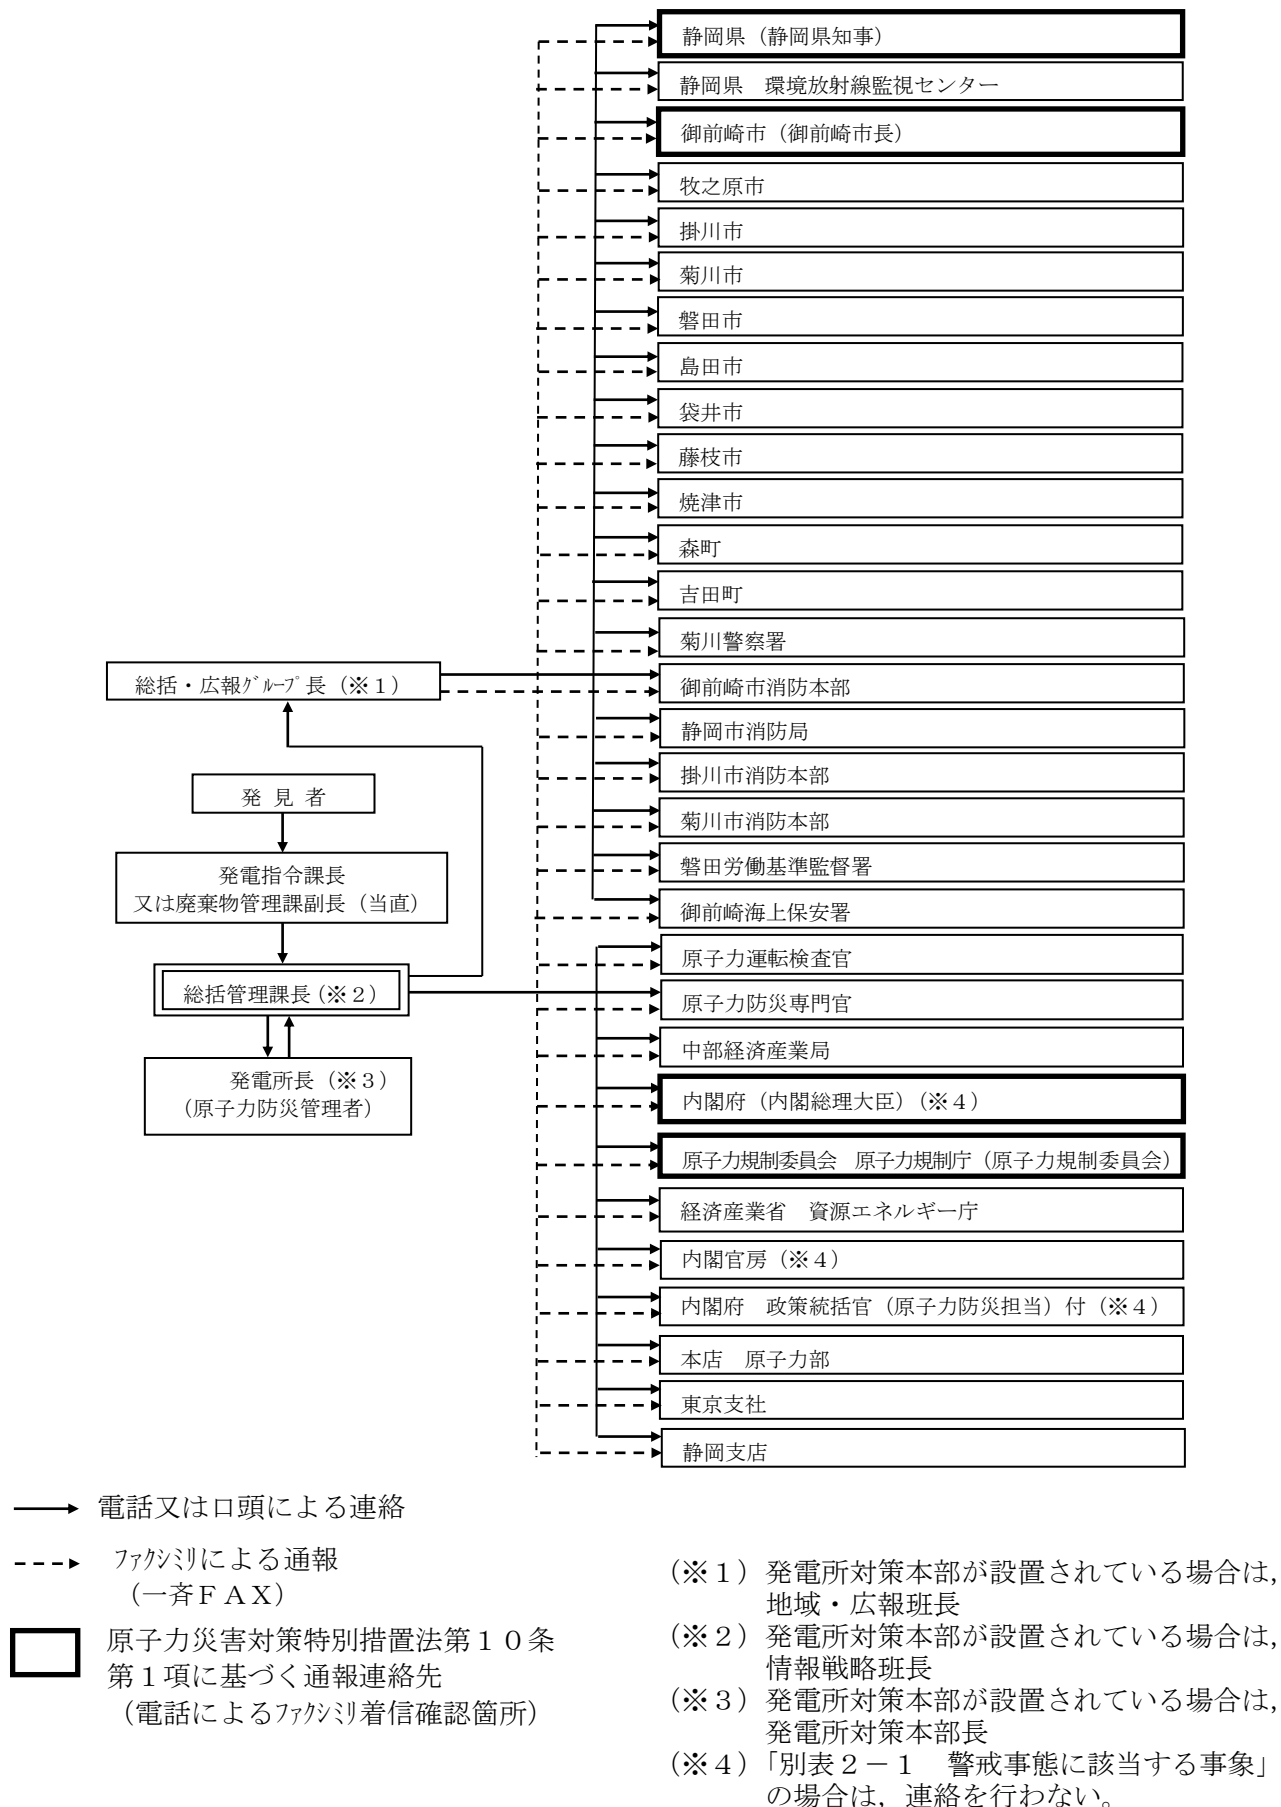 静岡県（静岡県知事）
静岡県　環境放射線監視センター
御前崎市（御前崎市長）
牧之原市
掛川市
菊川市
磐田市
島田市
袋井市
藤枝市
焼津市
森町
吉田町
菊川警察署
総括・広報ｸﾞﾙｰﾌﾟ長（※１）
御前崎市消防本部
静岡市消防局
掛川市消防本部
発 見 者
菊川市消防本部
発電指令課長
又は廃棄物管理課副長（当直）
磐田労働基準監督署
御前崎海上保安署
原子力運転検査官
総括管理課長（※２）
原子力防災専門官
中部経済産業局
発電所長（※３）
（原子力防災管理者）
内閣府（内閣総理大臣）（※４）
原子力規制委員会　原子力規制庁（原子力規制委員会）
経済産業省　資源エネルギー庁
内閣官房（※４）
内閣府　政策統括官（原子力防災担当）付（※４）
本店　原子力部
東京支社
静岡支店
電話又は口頭による連絡
ﾌｧｸｼﾐﾘによる通報
（一斉ＦＡＸ）
原子力災害対策特別措置法第１０条
第１項に基づく通報連絡先
（電話によるﾌｧｸｼﾐﾘ着信確認箇所）
（※１）発電所対策本部が設置されている場合は，
地域・広報班長
（※２）発電所対策本部が設置されている場合は，
情報戦略班長
（※３）発電所対策本部が設置されている場合は，
発電所対策本部長
（※４）「別表２－１　警戒事態に該当する事象」
の場合は，連絡を行わない。